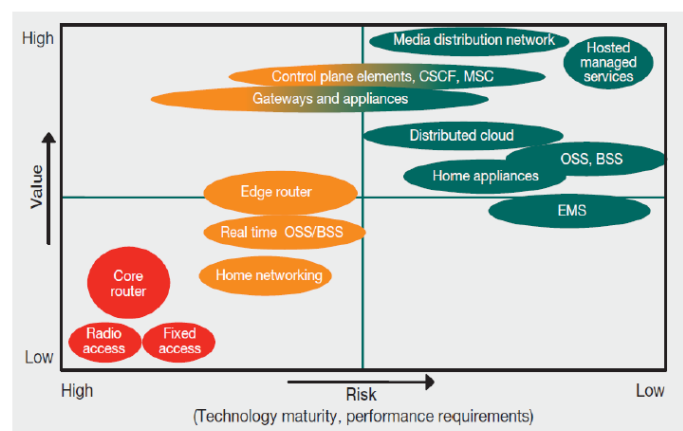 High
Media distribution network
Hosted
managed
services
Control plane elements, CSCF, MSC
Gateways and appliances
Distributed cloud
OSS, BSS
Home appliances
Edge router
EMS
Value
Real time OSS/BSS
Core
router
Home networking
Radio
access
Fixed
access
Low
High
Risk
Low
(Technology maturity, performance requirements)